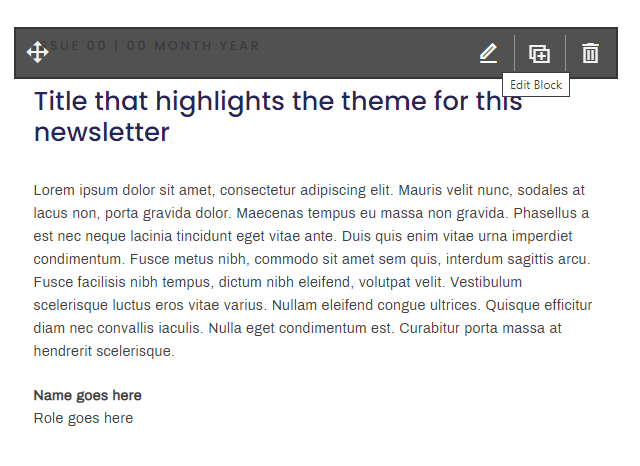 ISSUE 00 | 00 MONTH YEAR
Edit Block
Title that highlights the theme for this
newsletter
Lorem ipsum dolor sit amet, consectetur adipiscing elit. Mauris velit nunc, sodales at
lacus non, porta gravida dolor. Maecenas tempus eu massa non gravida. Phasellus a
est nec neque lacinia tincidunt eget vitae ante. Duis quis enim vitae urna imperdiet
condimentum. Fusce metus nibh, commodo sit amet sem quis, interdum sagittis arcu.
Fusce facilisis nibh tempus, dictum nibh eleifend, volutpat velit. Vestibulum
scelerisque luctus eros vitae varius. Nullam eleifend congue ultrices. Quisque efficitur
diam nec convallis iaculis. Nulla eget condimentum est. Curabitur porta massa at
hendrerit scelerisque.
Name goes here
Role goes here